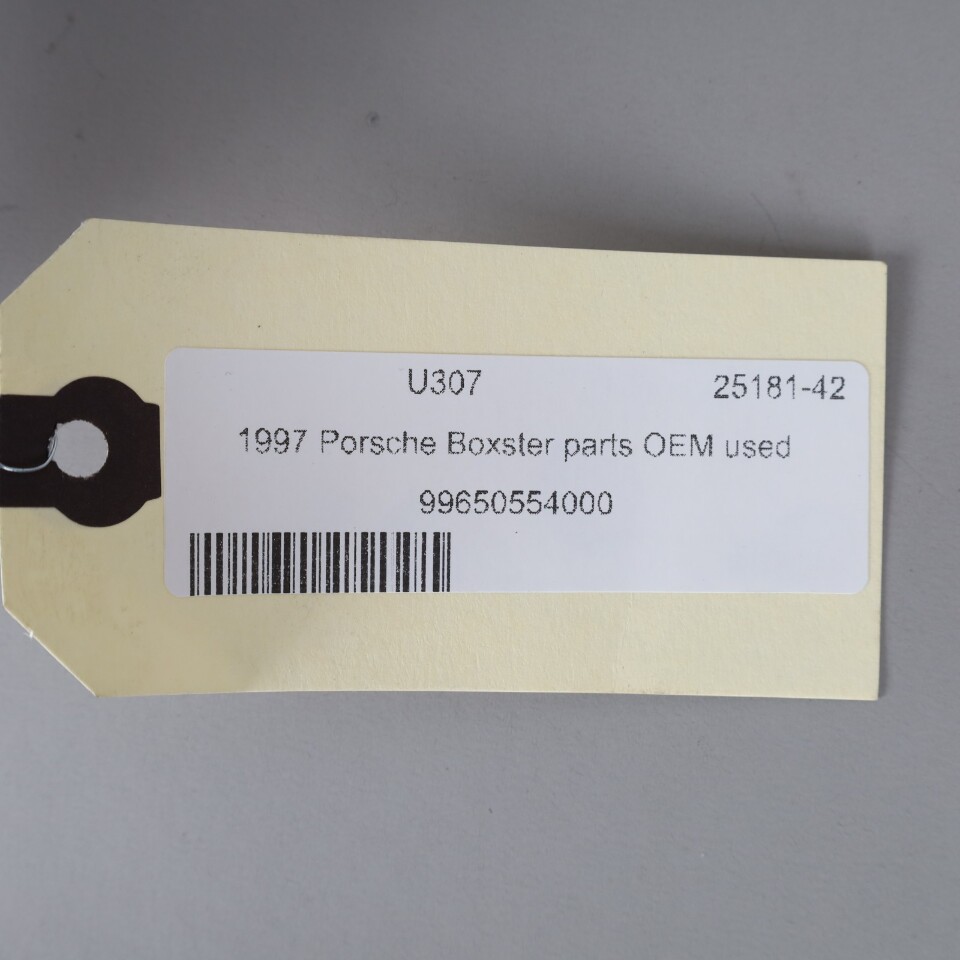 U307 25181-42
1997 Porsche Boxster parts OEM used
99650554000